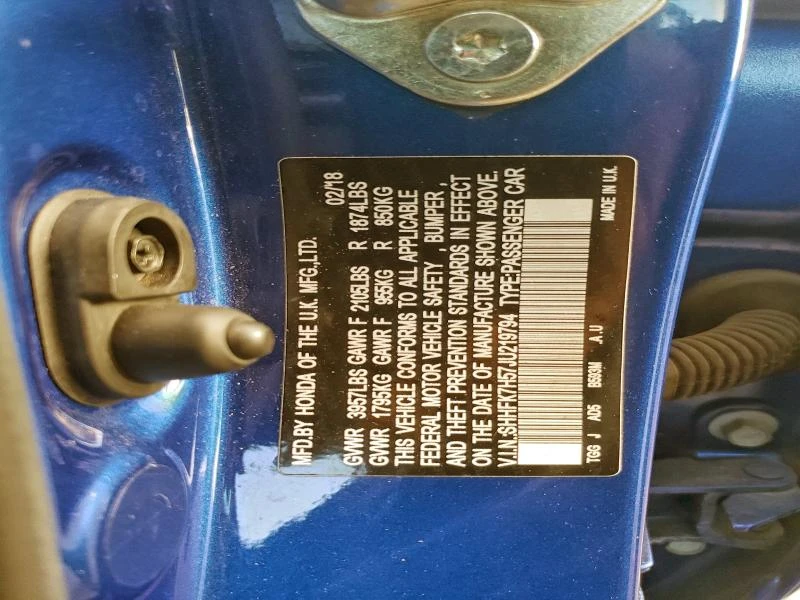 MFD.BY HONDA OF THE U.K. MFG.,LTD. 02/18
GVWR 3957LBS GAWR F 2105LBS R 1874LBS
GVWR 1795KG GAWR F 955KG R 850KG
THIS VEHICLE CONFORMS TO ALL APPLICABLE
FEDERAL MOTOR VEHICLE SAFETY , BUMPER ,
AND THEFT PREVENTION STANDARDS IN EFFECT
ON THE DATE OF MANUFACTURE SHOWN ABOVE.
V.I.N.:SHHFK7H57JU219794 TYPE:PASSENGER CAR
TGG J AD5 B593M A.U MADE IN U.K.